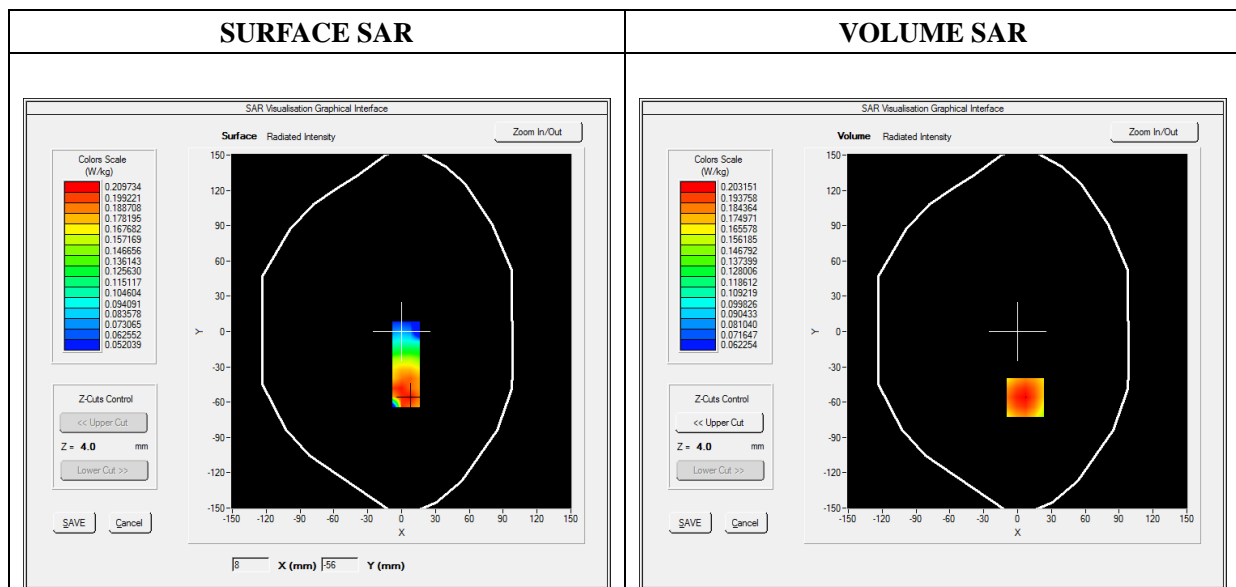 SURFACE SAR
VOLUME SAR
SAR Visualisation Graphical Interface
Surface Radiated Intensity
Zoom In/Out
Colors Scale
(W/kg)
0.209734
0.199221
0.188708
0.178195
0.167682
0.157169
0.146656
0.136143
0.125630
0.115117
0.104604
0.094091
0.083578
0.073065
0.062552
0.052039
Z-Cuts Control
<< Upper Cut
Z = 4.0 mm
Lower Cut >>
SAVE Cancel
150
120
90
60
30
0
-30
-60
-90
-120
-150
Y
-150 -120 -90 -60 -30 0 30 60 90 120 150
X
8 X (mm) -56 Y (mm)
SAR Visualisation Graphical Interface
Volume Radiated Intensity
Zoom In/Out
Colors Scale
(W/kg)
0.203151
0.193758
0.184364
0.174971
0.165578
0.156185
0.146792
0.137399
0.128006
0.118612
0.109219
0.099826
0.090433
0.081040
0.071647
0.062254
Z-Cuts Control
<< Upper Cut
Z = 4.0 mm
Lower Cut >>
SAVE Cancel
150
120
90
60
30
0
-30
-60
-90
-120
-150
Y
-150 -120 -90 -60 -30 0 30 60 90 120 150
X